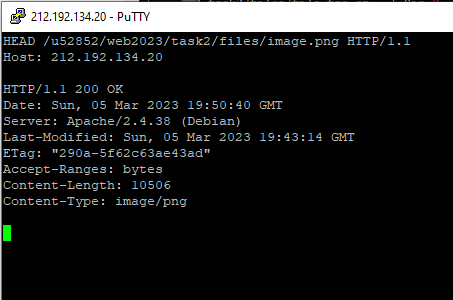 212.192.134.20 - PuTTY
HEAD /u52852/web2023/task2/files/image.png HTTP/1.1
Host: 212.192.134.20
HTTP/1.1 200 OK
Date: Sun, 05 Mar 2023 19:50:40 GMT
Server: Apache/2.4.38 (Debian)
Last-Modified: Sun, 05 Mar 2023 19:43:14 GMT
ETag: "290a-5f62c63ae43ad"
Accept-Ranges: bytes
Content-Length: 10506
Content-Type: image/png